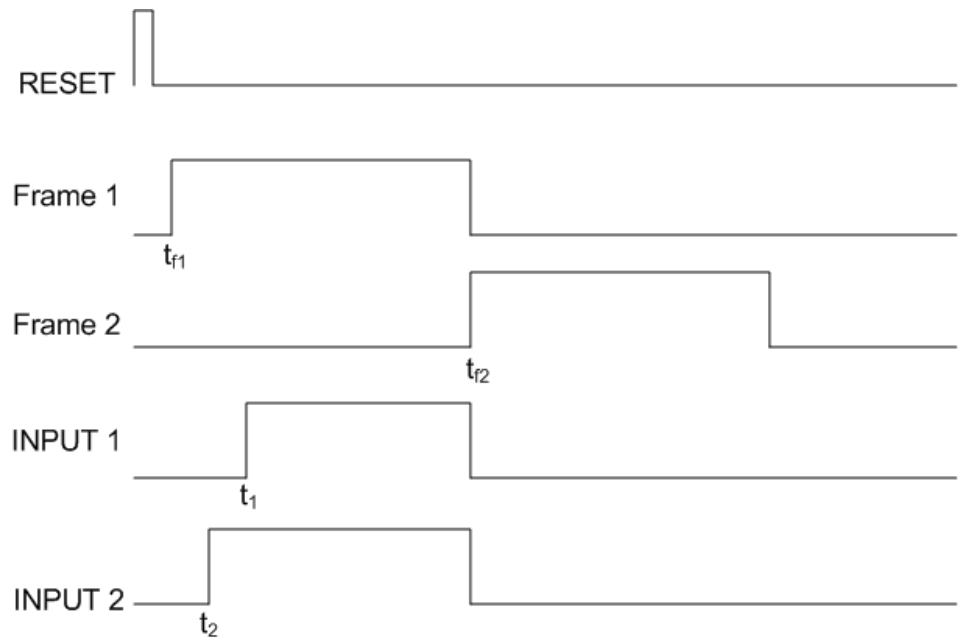 RESET
Frame 1
tf1
Frame 2
tf2
INPUT 1
t1
INPUT 2
t2